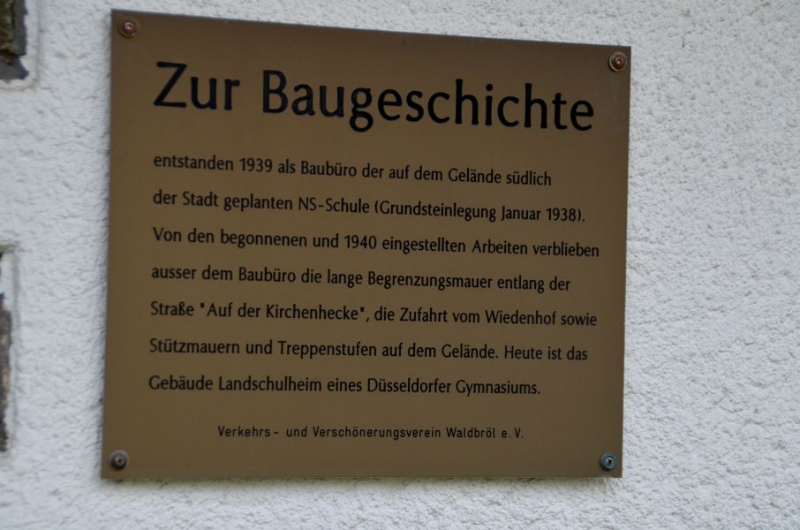 Zur Baugeschichte
entstanden 1939 als Baubüro der auf dem Gelände südlich
der Stadt geplanten NS-Schule (Grundsteinlegung Januar 1938).
Von den begonnenen und 1940 eingestellten Arbeiten verblieben
ausser dem Baubüro die lange Begrenzungsmauer entlang der
Straße "Auf der Kirchenhecke", die Zufahrt vom Wiedenhof sowie
Stützmauern und Treppenstufen auf dem Gelände. Heute ist das
Gebäude Landschulheim eines Düsseldorfer Gymnasiums.
Verkehrs- und Verschönerungsverein Waldbröl e.V.